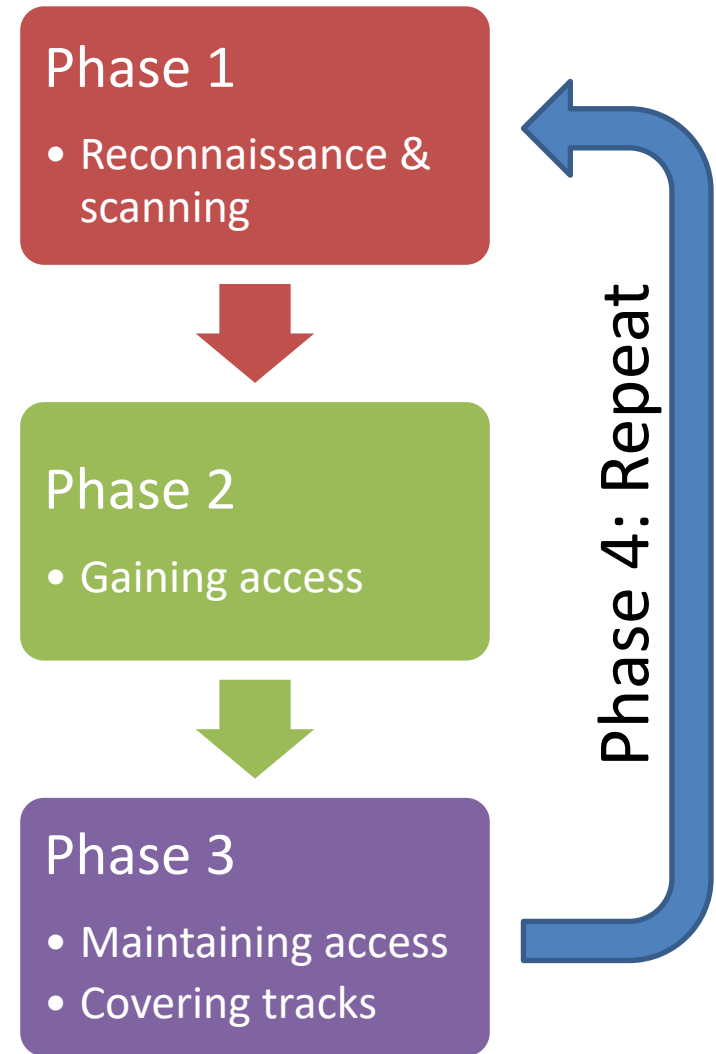 Phase 1
• Reconnaissance &
scanning
Phase 2
• Gaining access
Phase 3
• Maintaining access
• Covering tracks
Phase 4: Repeat